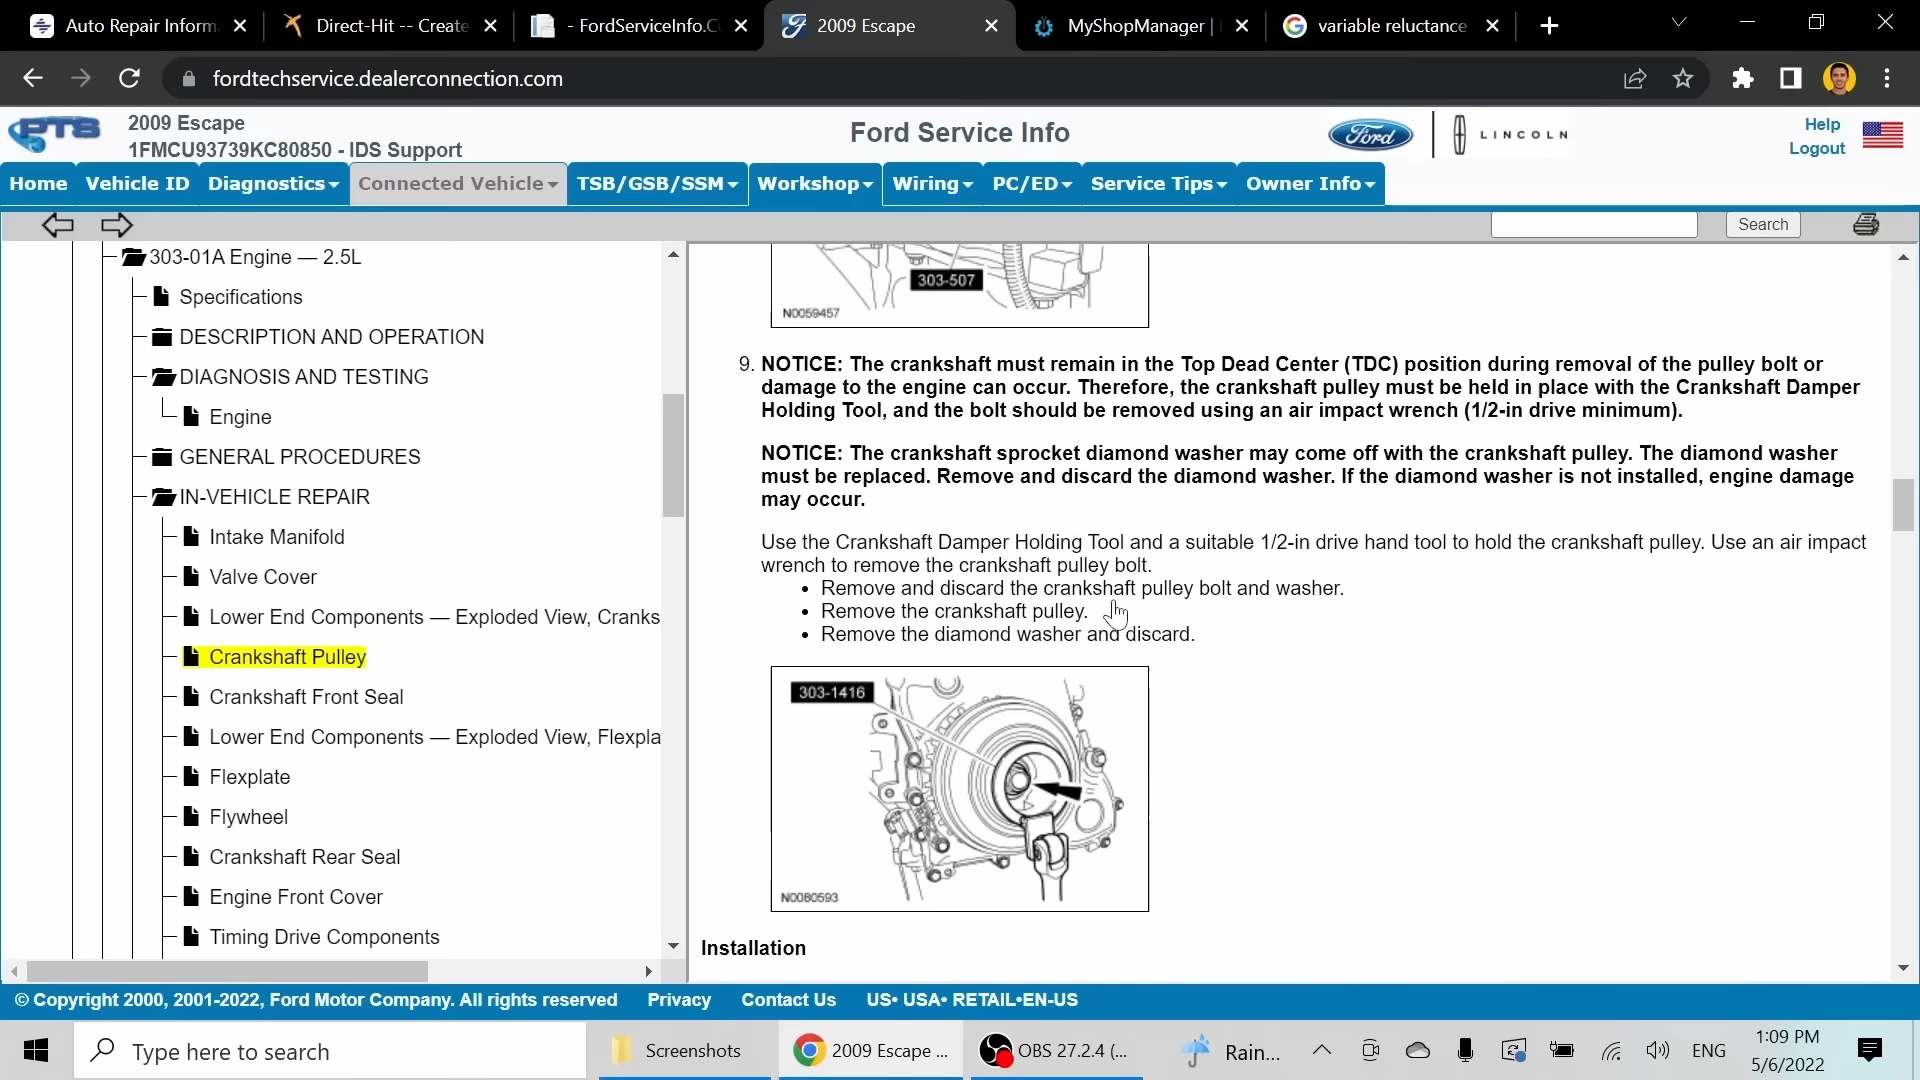 Auto Repair Inform
Direct-Hit -- Create
- FordServiceInfo.C
2009 Escape
MyShopManager |
variable reluctance
fordtechservice.dealerconnection.com
PTS
2009 Escape
1FMCU93739KC80850 - IDS Support
Ford Service Info
Ford
LINCOLN
Help
Logout
Home
Vehicle ID
Diagnostics
Connected Vehicle
TSB/GSB/SSM
Workshop
Wiring
PC/ED
Service Tips
Owner Info
Search
303-01A Engine — 2.5L
Specifications
DESCRIPTION AND OPERATION
DIAGNOSIS AND TESTING
Engine
GENERAL PROCEDURES
IN-VEHICLE REPAIR
Intake Manifold
Valve Cover
Lower End Components — Exploded View, Cranks
Crankshaft Pulley
Crankshaft Front Seal
Lower End Components — Exploded View, Flexpla
Flexplate
Flywheel
Crankshaft Rear Seal
Engine Front Cover
Timing Drive Components
303-507
N0059457
9. NOTICE: The crankshaft must remain in the Top Dead Center (TDC) position during removal of the pulley bolt or
damage to the engine can occur. Therefore, the crankshaft pulley must be held in place with the Crankshaft Damper
Holding Tool, and the bolt should be removed using an air impact wrench (1/2-in drive minimum).
NOTICE: The crankshaft sprocket diamond washer may come off with the crankshaft pulley. The diamond washer
must be replaced. Remove and discard the diamond washer. If the diamond washer is not installed, engine damage
may occur.
Use the Crankshaft Damper Holding Tool and a suitable 1/2-in drive hand tool to hold the crankshaft pulley. Use an air impact
wrench to remove the crankshaft pulley bolt.
• Remove and discard the crankshaft pulley bolt and washer.
• Remove the crankshaft pulley.
• Remove the diamond washer and discard.
303-1416
N0080593
Installation
© Copyright 2000, 2001-2022, Ford Motor Company. All rights reserved
Privacy
Contact Us
US• USA• RETAIL•EN-US
Type here to search
Screenshots
2009 Escape ...
OBS 27.2.4 (...
Rain...
ENG
1:09 PM
5/6/2022